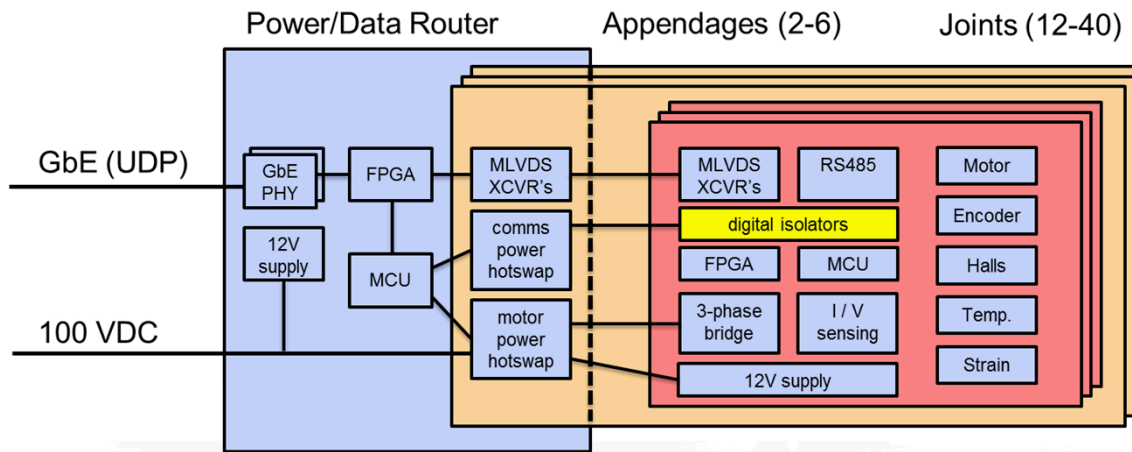 Power/Data Router
Appendages (2-6)
Joints (12-40)
GbE (UDP)
GbE
PHY
FPGA
MLVDS
XCVR's
MLVDS
XCVR's
RS485
Motor
12V
supply
MCU
comms
power
hotswap
digital isolators
Encoder
FPGA
MCU
Halls
100 VDC
motor
power
hotswap
3-phase
bridge
I / V
sensing
Temp.
12V supply
Strain